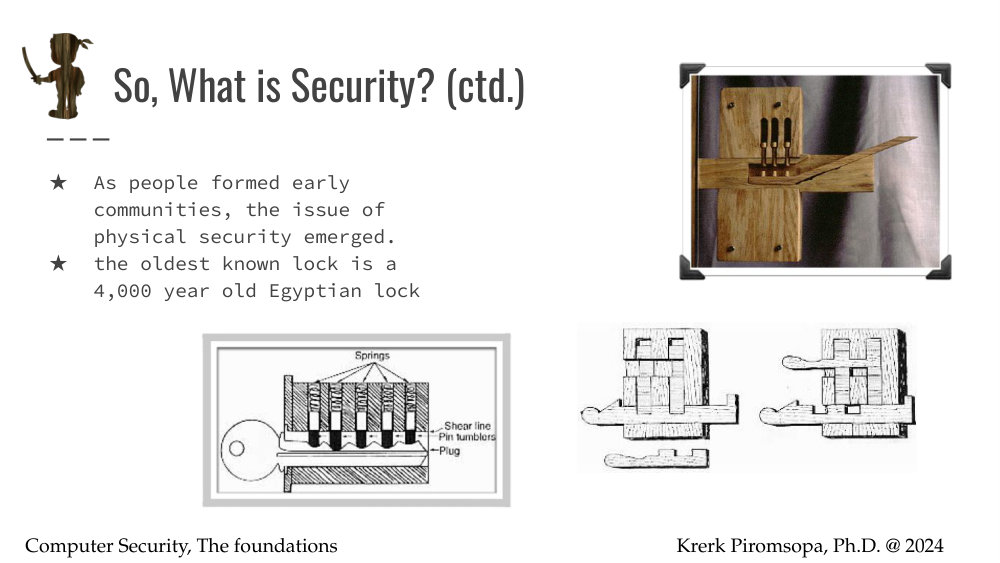 So, What is Security? (ctd.)
★ As people formed early
communities, the issue of
physical security emerged.
★ the oldest known lock is a
4,000 year old Egyptian lock
Springs
Shear line
Pin tumblers
Plug
Computer Security, The foundations
Krerk Piromsopa, Ph.D. @ 2024